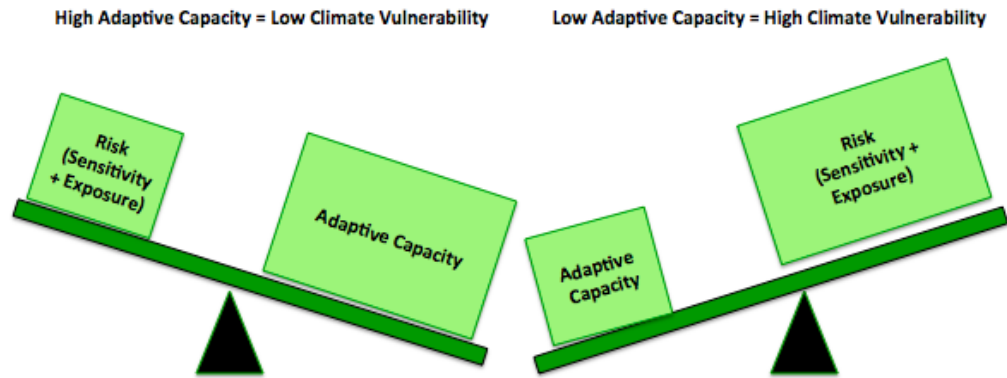 High Adaptive Capacity = Low Climate Vulnerability
Low Adaptive Capacity = High Climate Vulnerability
Risk
(Sensitivity
+ Exposure)
Adaptive Capacity
Adaptive
Capacity
Risk
(Sensitivity +
Exposure)